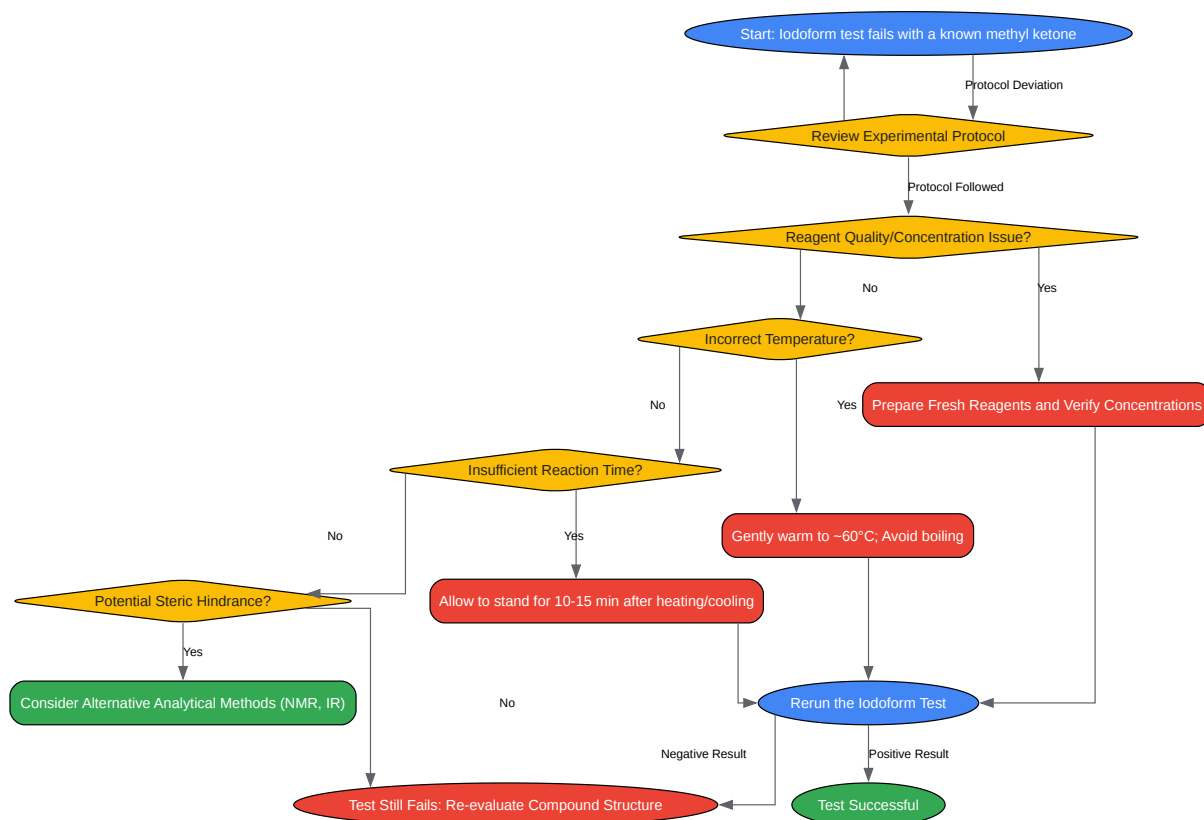 Start: Iodoform test fails with a known methyl ketone
Protocol Deviation
Review Experimental Protocol
Protocol Followed
Reagent Quality/Concentration Issue?
No
Yes
Incorrect Temperature?
No
Yes
Prepare Fresh Reagents and Verify Concentrations
Insufficient Reaction Time?
No
Yes
Gently warm to ~60°C; Avoid boiling
Potential Steric Hindrance?
Allow to stand for 10-15 min after heating/cooling
Yes
Consider Alternative Analytical Methods (NMR, IR)
No
Rerun the Iodoform Test
Negative Result
Positive Result
Test Still Fails: Re-evaluate Compound Structure
Test Successful